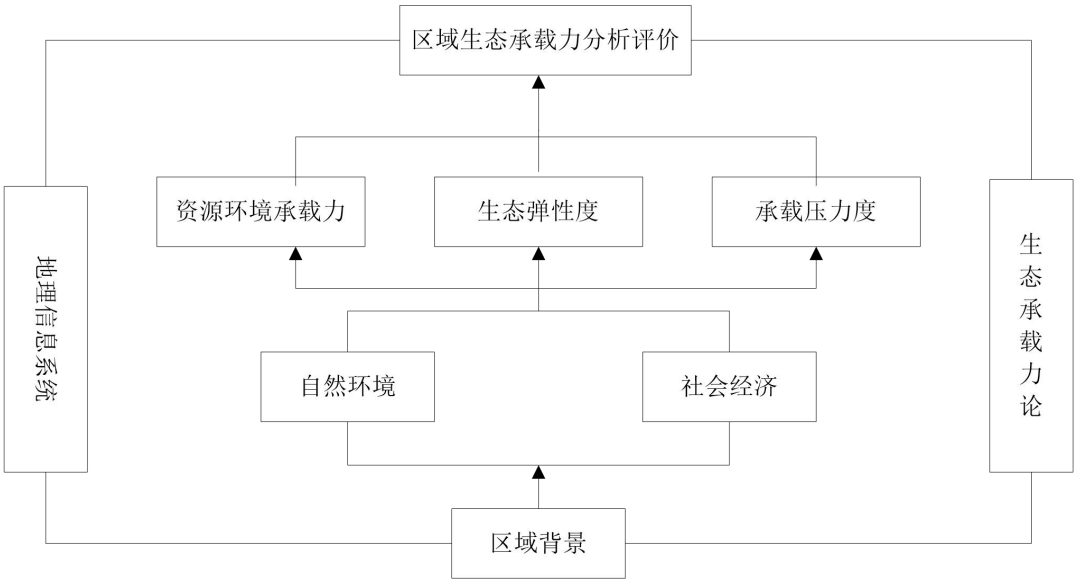 区域生态承载力分析评价
资源环境承载力
生态弹性度
承载压力度
地理信息系统
生态承载力论
自然环境
社会经济
区域背景